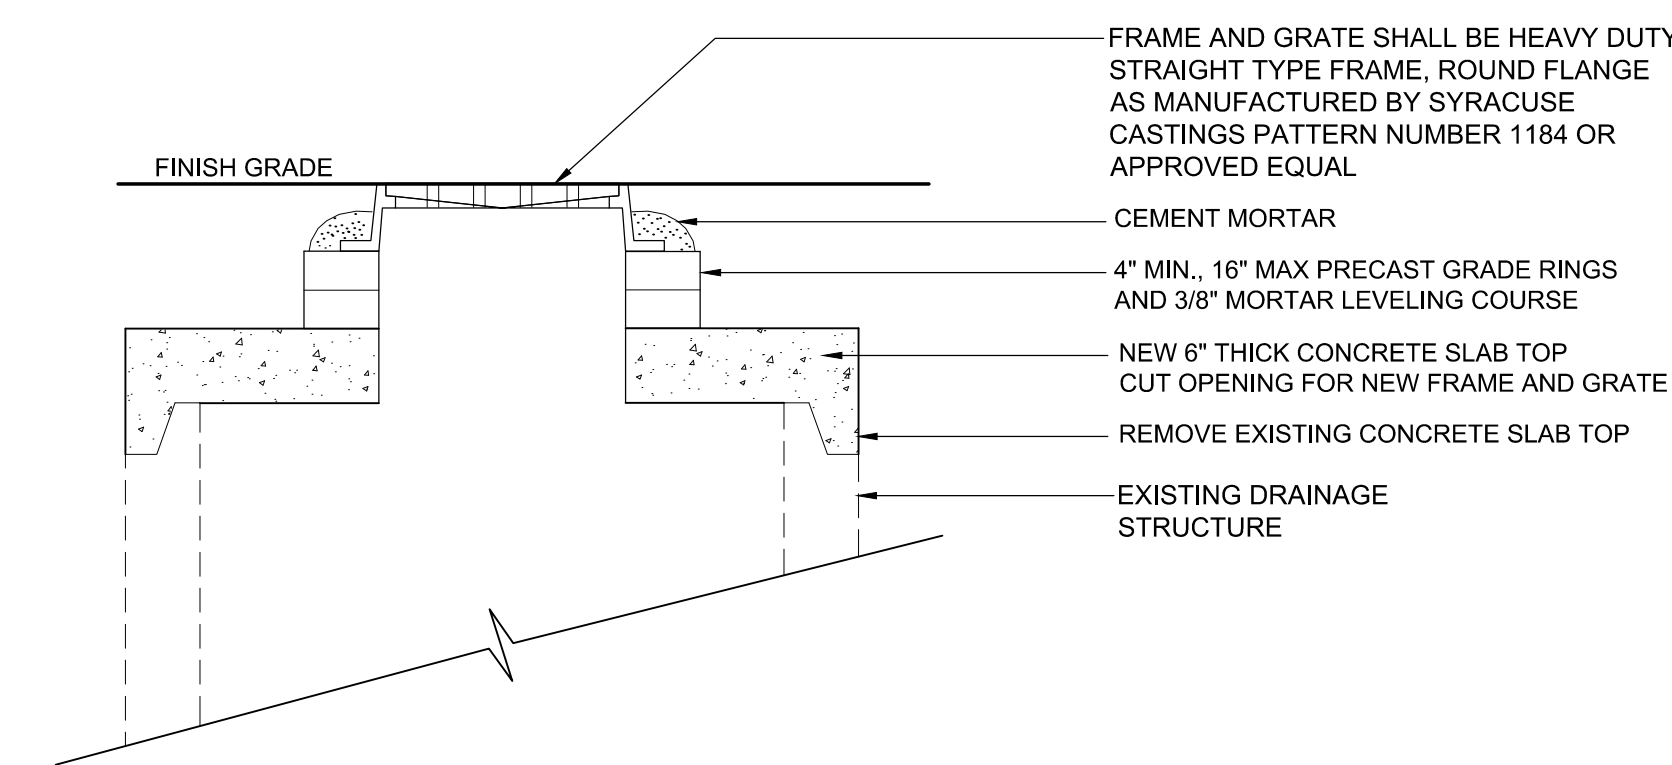 FRAME AND GRATE SHALL BE HEAVY DUTY
STRAIGHT TYPE FRAME, ROUND FLANGE
AS MANUFACTURED BY SYRACUSE
CASTINGS PATTERN NUMBER 1184 OR
APPROVED EQUAL
FINISH GRADE
CEMENT MORTAR
4" MIN., 16" MAX PRECAST GRADE RINGS
AND 3/8" MORTAR LEVELING COURSE
NEW 6" THICK CONCRETE SLAB TOP
CUT OPENING FOR NEW FRAME AND GRATE
REMOVE EXISTING CONCRETE SLAB TOP
EXISTING DRAINAGE
STRUCTURE